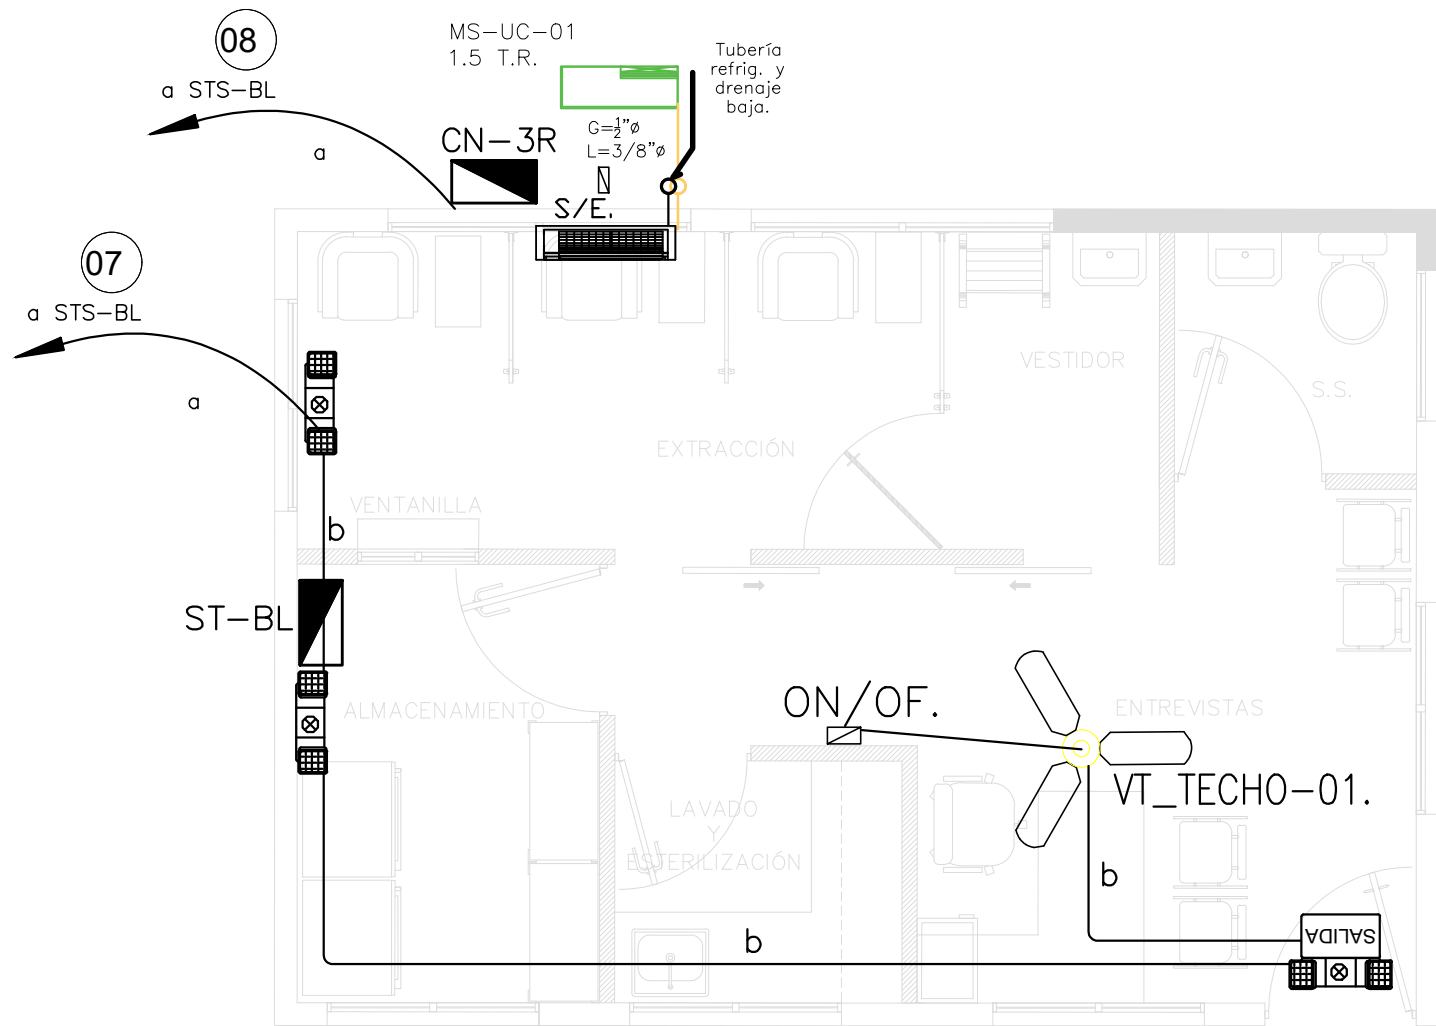 08
a STS-BL
a
MS-UC-01
1.5 T.R.
Tubería
refrig. y
drenaje
baja.
CN-3R
G=½"ø
L=3/8"ø
S/E.
07
a STS-BL
a
VESTIDOR
S.S.
EXTRACCIÓN
VENTANILLA
b
ST-BL
ALMACENAMIENTO
ON/OF.
ENTREVISTAS
VT_TECHO-01.
LAVADO
Y
ESTERILIZACIÓN
b
b
SALIDA